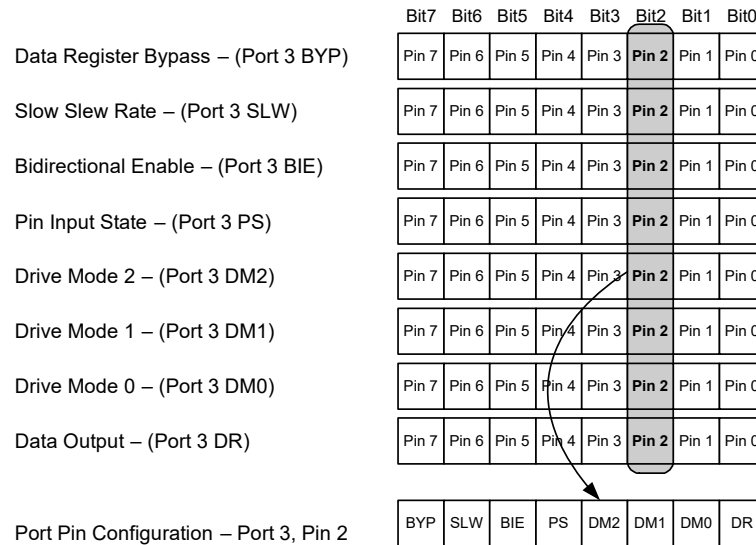 Bit7 Bit6 Bit5 Bit4 Bit3 Bit2 Bit1 Bit0
Data Register Bypass – (Port 3 BYP) Pin 7 Pin 6 Pin 5 Pin 4 Pin 3 Pin 2 Pin 1 Pin 0
Slow Slew Rate – (Port 3 SLW) Pin 7 Pin 6 Pin 5 Pin 4 Pin 3 Pin 2 Pin 1 Pin 0
Bidirectional Enable – (Port 3 BIE) Pin 7 Pin 6 Pin 5 Pin 4 Pin 3 Pin 2 Pin 1 Pin 0
Pin Input State – (Port 3 PS) Pin 7 Pin 6 Pin 5 Pin 4 Pin 3 Pin 2 Pin 1 Pin 0
Drive Mode 2 – (Port 3 DM2) Pin 7 Pin 6 Pin 5 Pin 4 Pin 3 Pin 2 Pin 1 Pin 0
Drive Mode 1 – (Port 3 DM1) Pin 7 Pin 6 Pin 5 Pin 4 Pin 3 Pin 2 Pin 1 Pin 0
Drive Mode 0 – (Port 3 DM0) Pin 7 Pin 6 Pin 5 Pin 4 Pin 3 Pin 2 Pin 1 Pin 0
Data Output – (Port 3 DR) Pin 7 Pin 6 Pin 5 Pin 4 Pin 3 Pin 2 Pin 1 Pin 0
Port Pin Configuration – Port 3, Pin 2 BYP SLW BIE PS DM2 DM1 DM0 DR